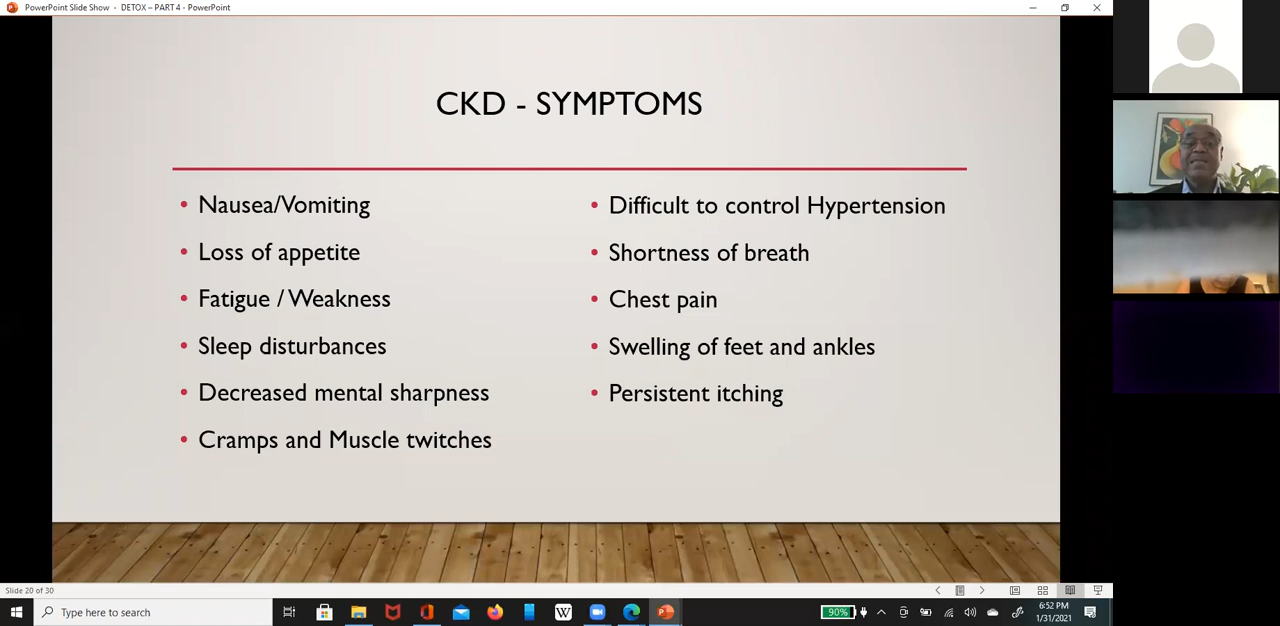 PowerPoint Slide Show - DETOX – PART 4 - PowerPoint
CKD - SYMPTOMS
• Nausea/Vomiting
• Loss of appetite
• Fatigue / Weakness
• Sleep disturbances
• Decreased mental sharpness
• Cramps and Muscle twitches
• Difficult to control Hypertension
• Shortness of breath
• Chest pain
• Swelling of feet and ankles
• Persistent itching
Slide 20 of 30
Type here to search
W
90%
6:52 PM
1/31/2021